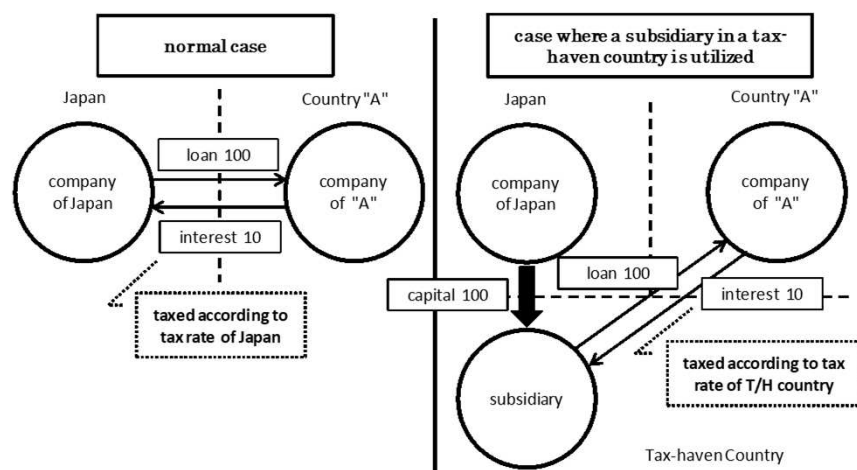 normal case
Japan
Country "A"
company
of Japan
loan 100
company
of "A"
interest 10
taxed according to
tax rate of Japan
case where a subsidiary in a tax-
haven country is utilized
Japan
Country "A"
company
of Japan
company
of "A"
loan 100
capital 100
interest 10
taxed according to tax
rate of T/H country
subsidiary
Tax-haven Country